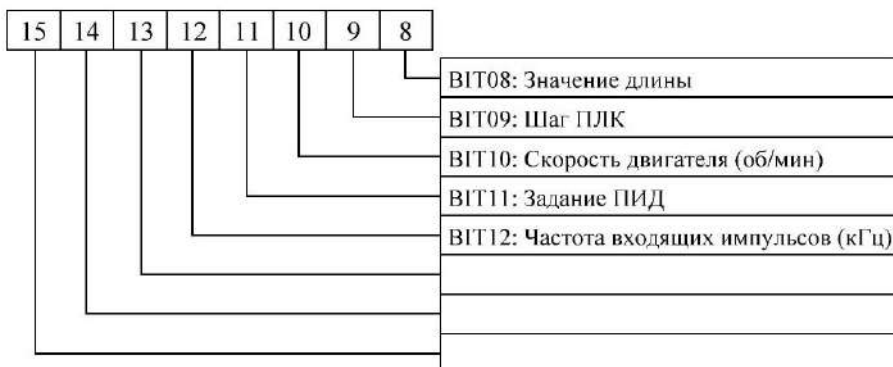 15 14 13 12 11 10 9 8
BIT08: Значение длины
BIT09: Шаг ПЛК
BIT10: Скорость двигателя (об/мин)
BIT11: Задание ПИД
BIT12: Частота входящих импульсов (кГц)